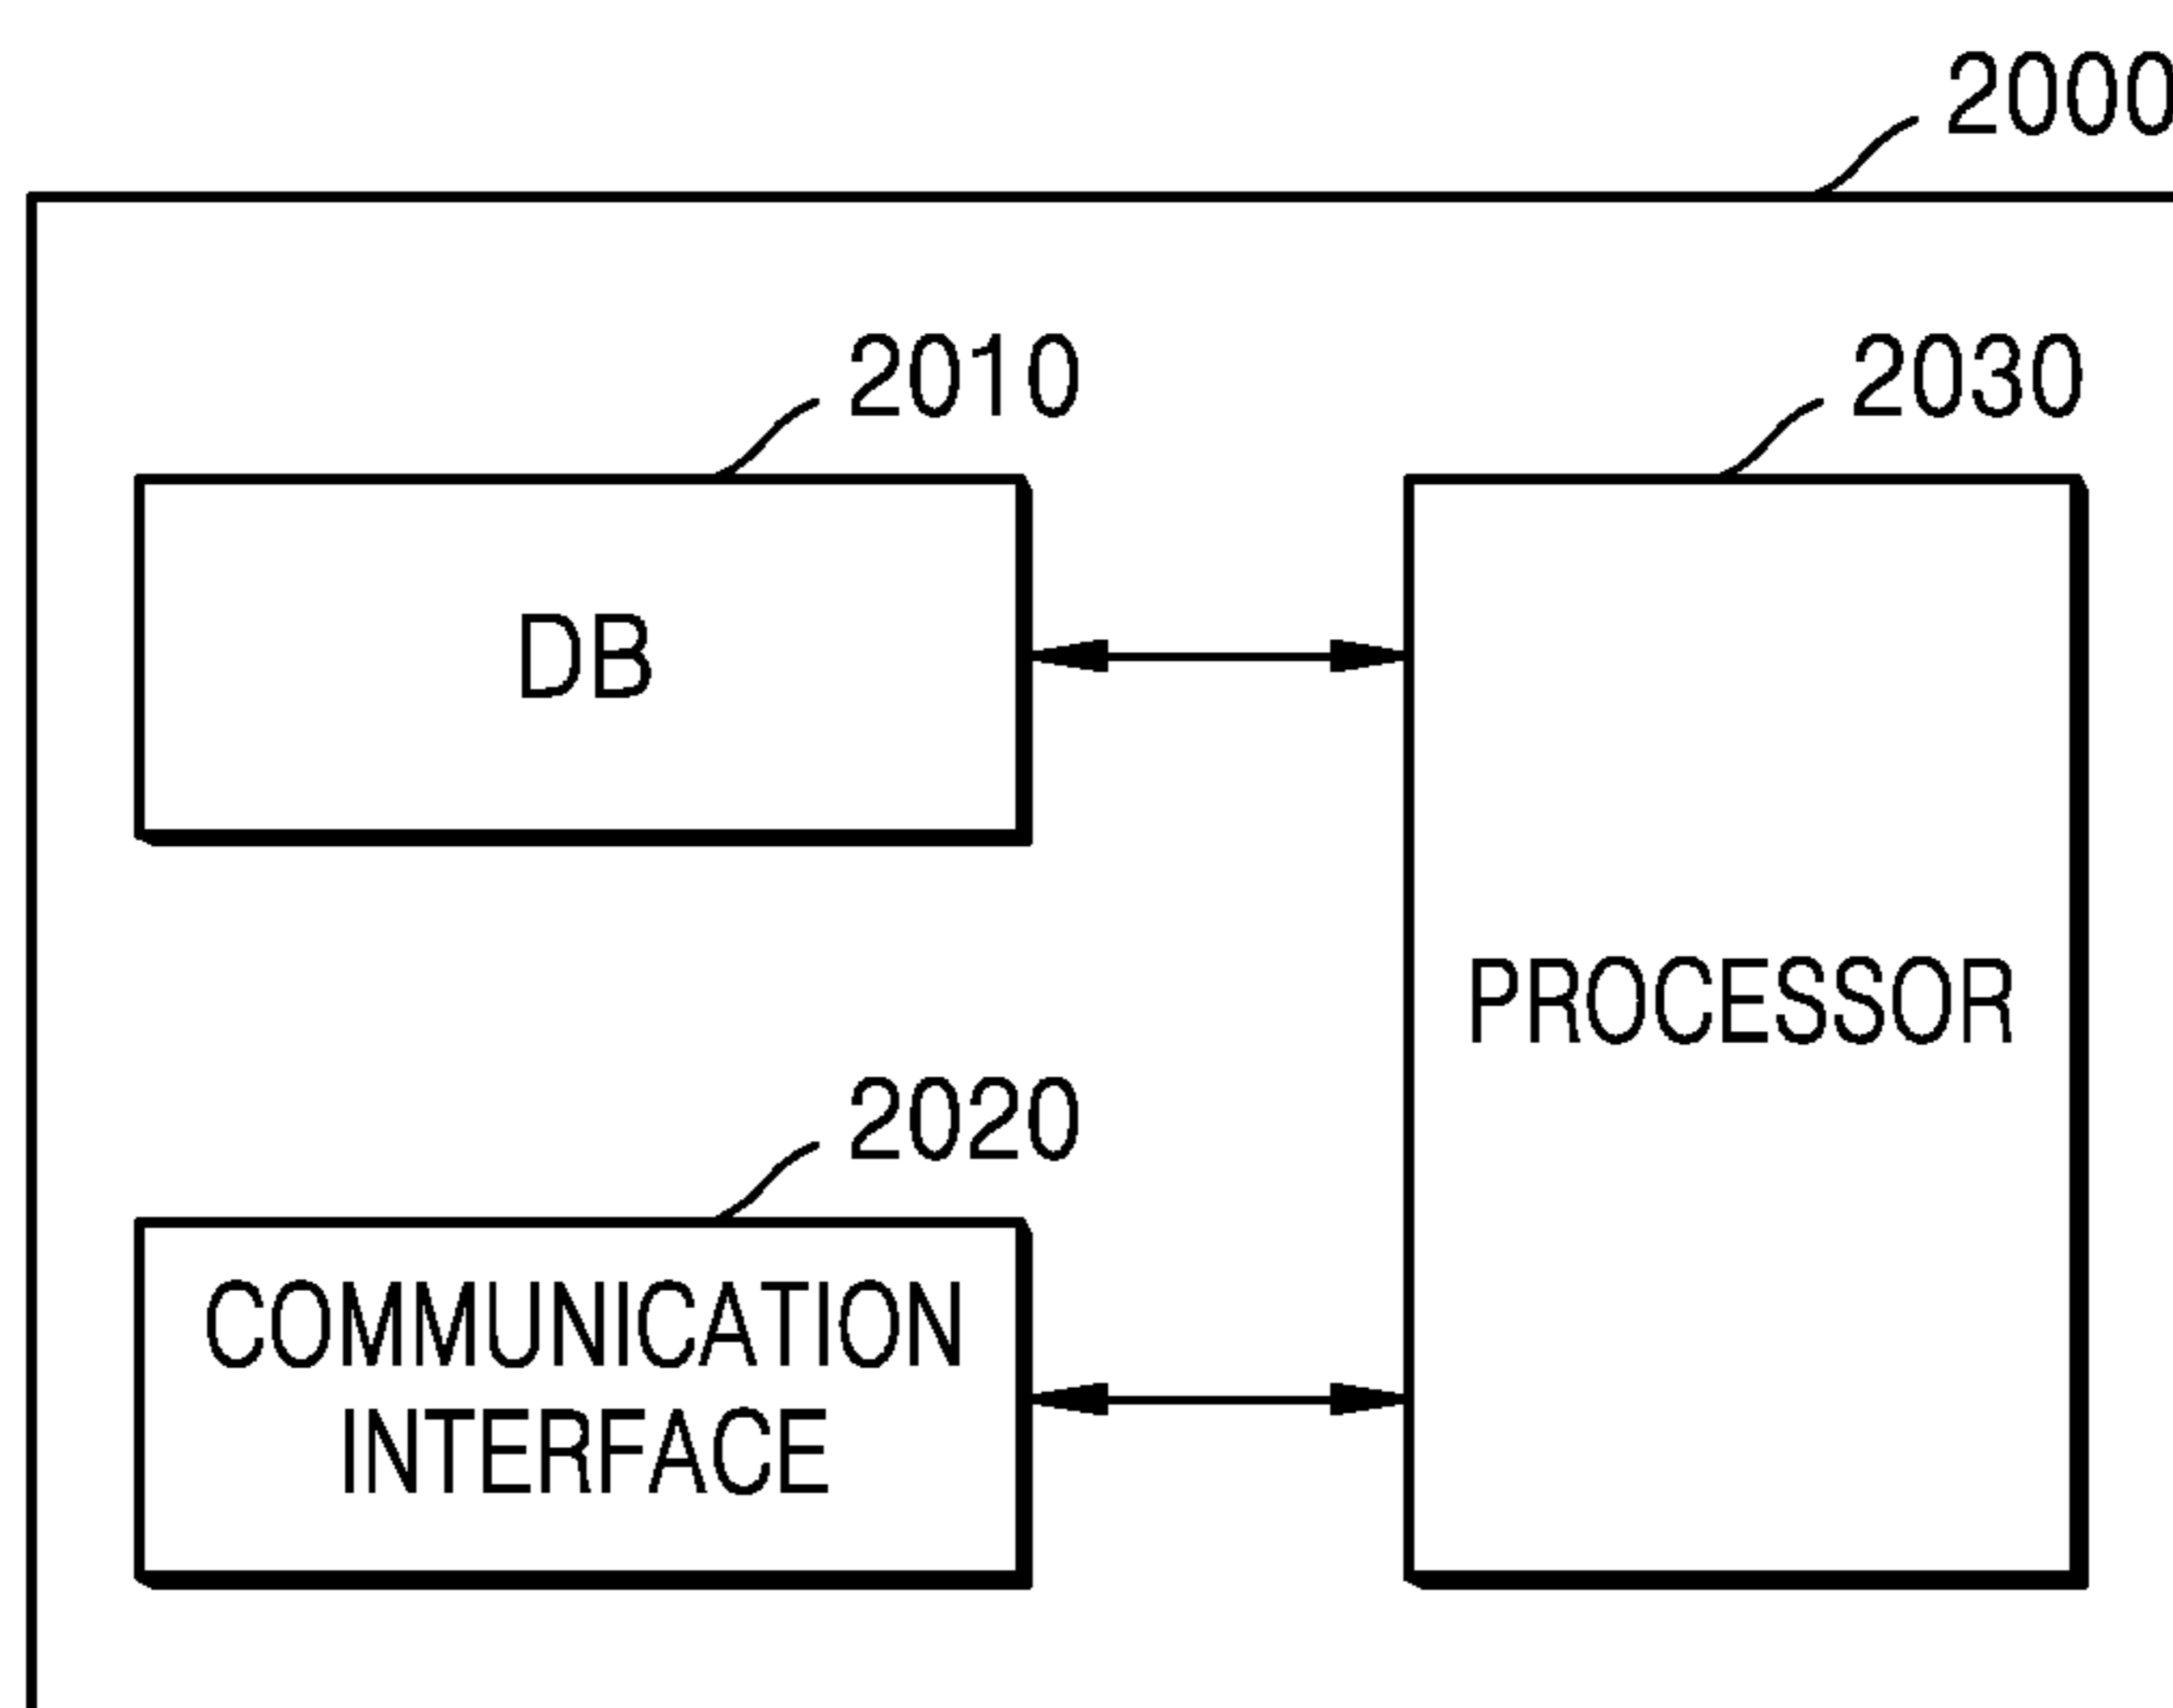 2000
2010
2030
DB
PROCESSOR
2020
COMMUNICATION
INTERFACE